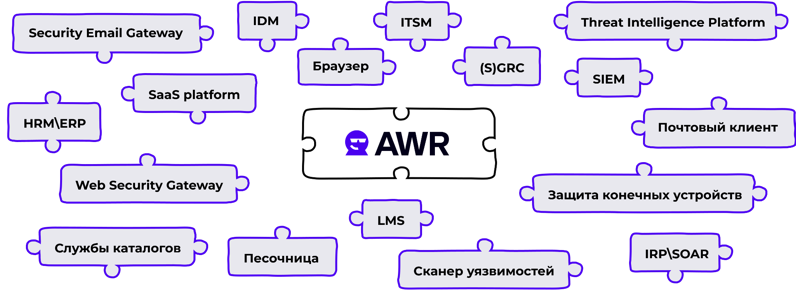 Security Email Gateway
IDM
ITSM
Threat Intelligence Platform
Браузер
(S)GRC
SIEM
SaaS platform
HRM\ERP
AWR
Почтовый клиент
Web Security Gateway
Защита конечных устройств
LMS
Службы каталогов
Песочница
Сканер уязвимостей
IRP\SOAR